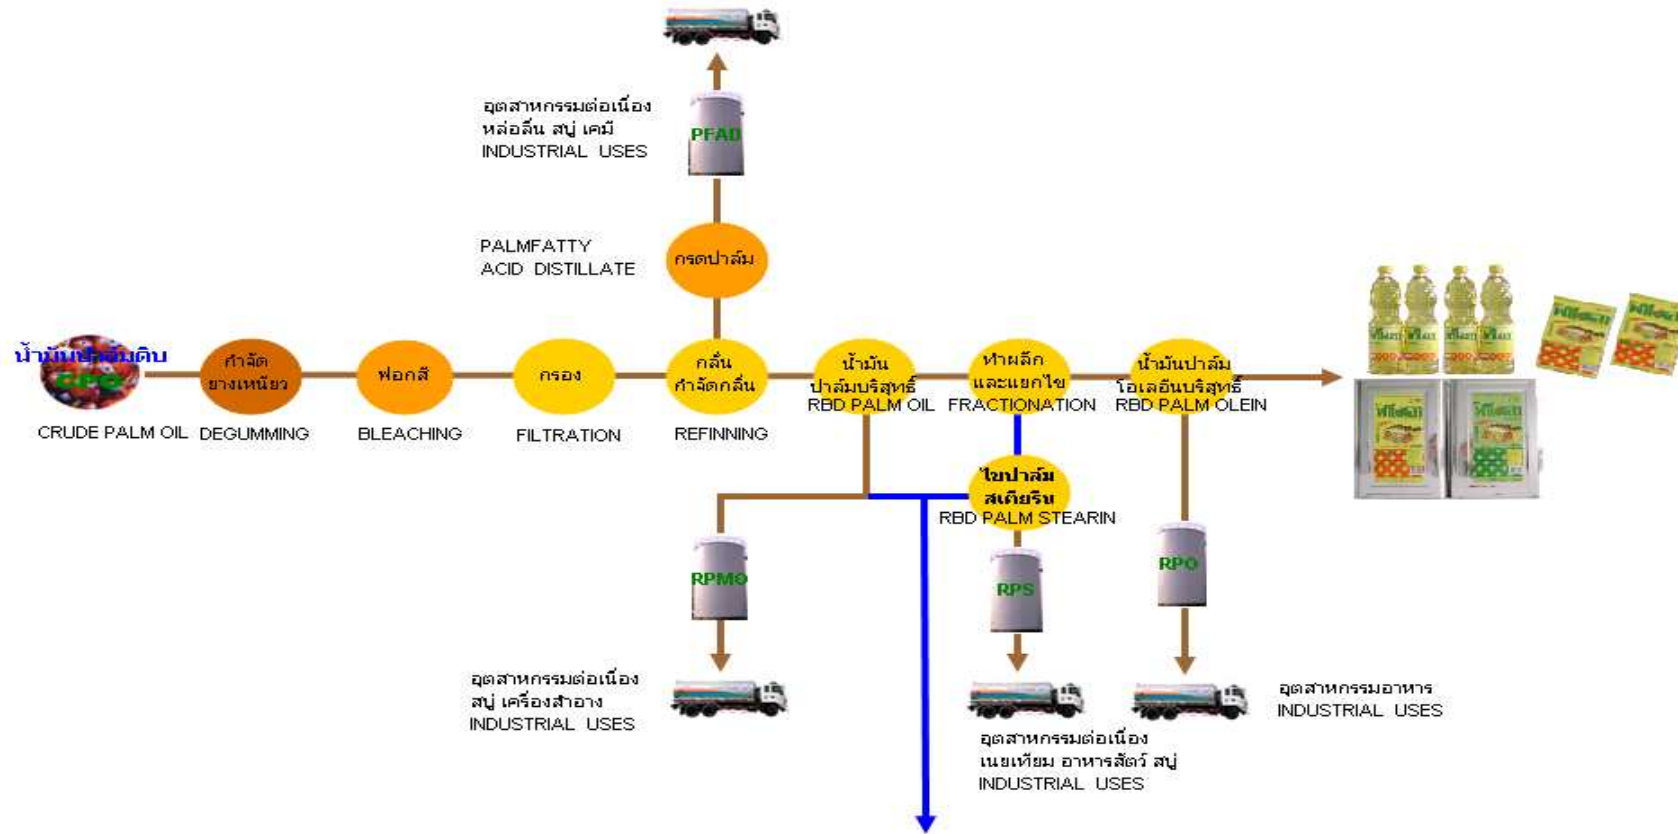 อุตสาหกรรมต่อเนื่อง
หล่อลื่น สบู่ เคมี
INDUSTRIAL USES
PFAD
PALMFATTY
ACID DISTILLATE
กรดปาล์ม
น้ำมันปาล์มดิบ
CPO
CRUDE PALM OIL
กำจัด
ยางเหนียว
DEGUMMING
ฟอกสี
BLEACHING
กรอง
FILTRATION
กลั่น
กำจัดกลิ่น
REFINNING
น้ำมัน
ปาล์มบริสุทธิ์
RBD PALM OIL
ทำผลึก
และแยกไข
FRACTIONATION
น้ำมันปาล์ม
โอเลอีนบริสุทธิ์
RBD PALM OLEIN
ไขปาล์ม
สเตียรีน
RBD PALM STEARIN
RPMO
RPS
RPO
อุตสาหกรรมต่อเนื่อง
สบู่ เครื่องสำอาง
INDUSTRIAL USES
อุตสาหกรรมต่อเนื่อง
เนยเทียม อาหารสัตว์ สบู่
INDUSTRIAL USES
อุตสาหกรรมอาหาร
INDUSTRIAL USES